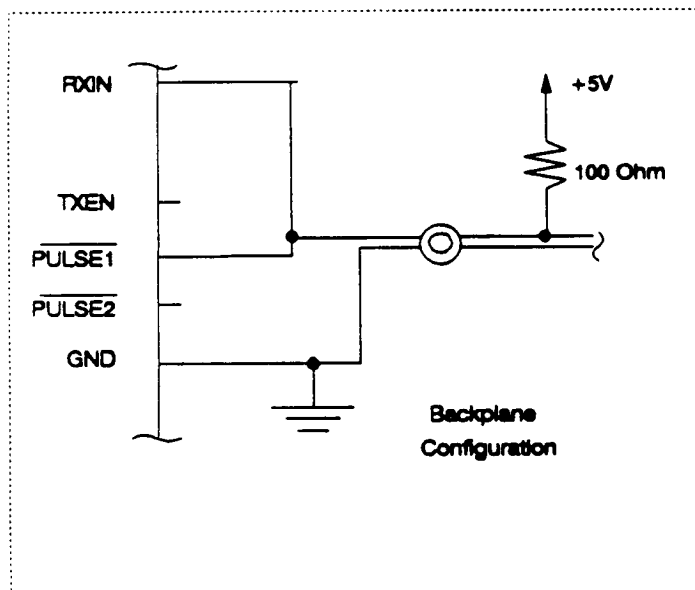 RXIN
+5V
100 Ohm
TXEN
PULSE1
PULSE2
GND
Backplane
Configuration